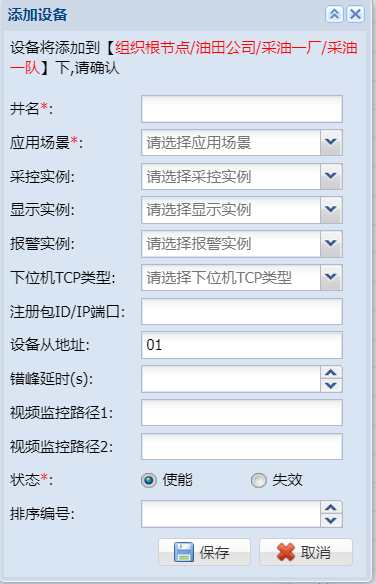 添加设备
设备将添加到【组织根节点/油田公司/采油一厂/采油
一队】下,请确认
井名*:
应用场景*: 请选择应用场景
采控实例: 请选择采控实例
显示实例: 请选择显示实例
报警实例: 请选择报警实例
下位机TCP类型: 请选择下位机TCP类型
注册包ID/IP端口:
设备从地址: 01
错峰延时(s):
视频监控路径1:
视频监控路径2:
状态*: 使能 失效
排序编号:
保存 取消